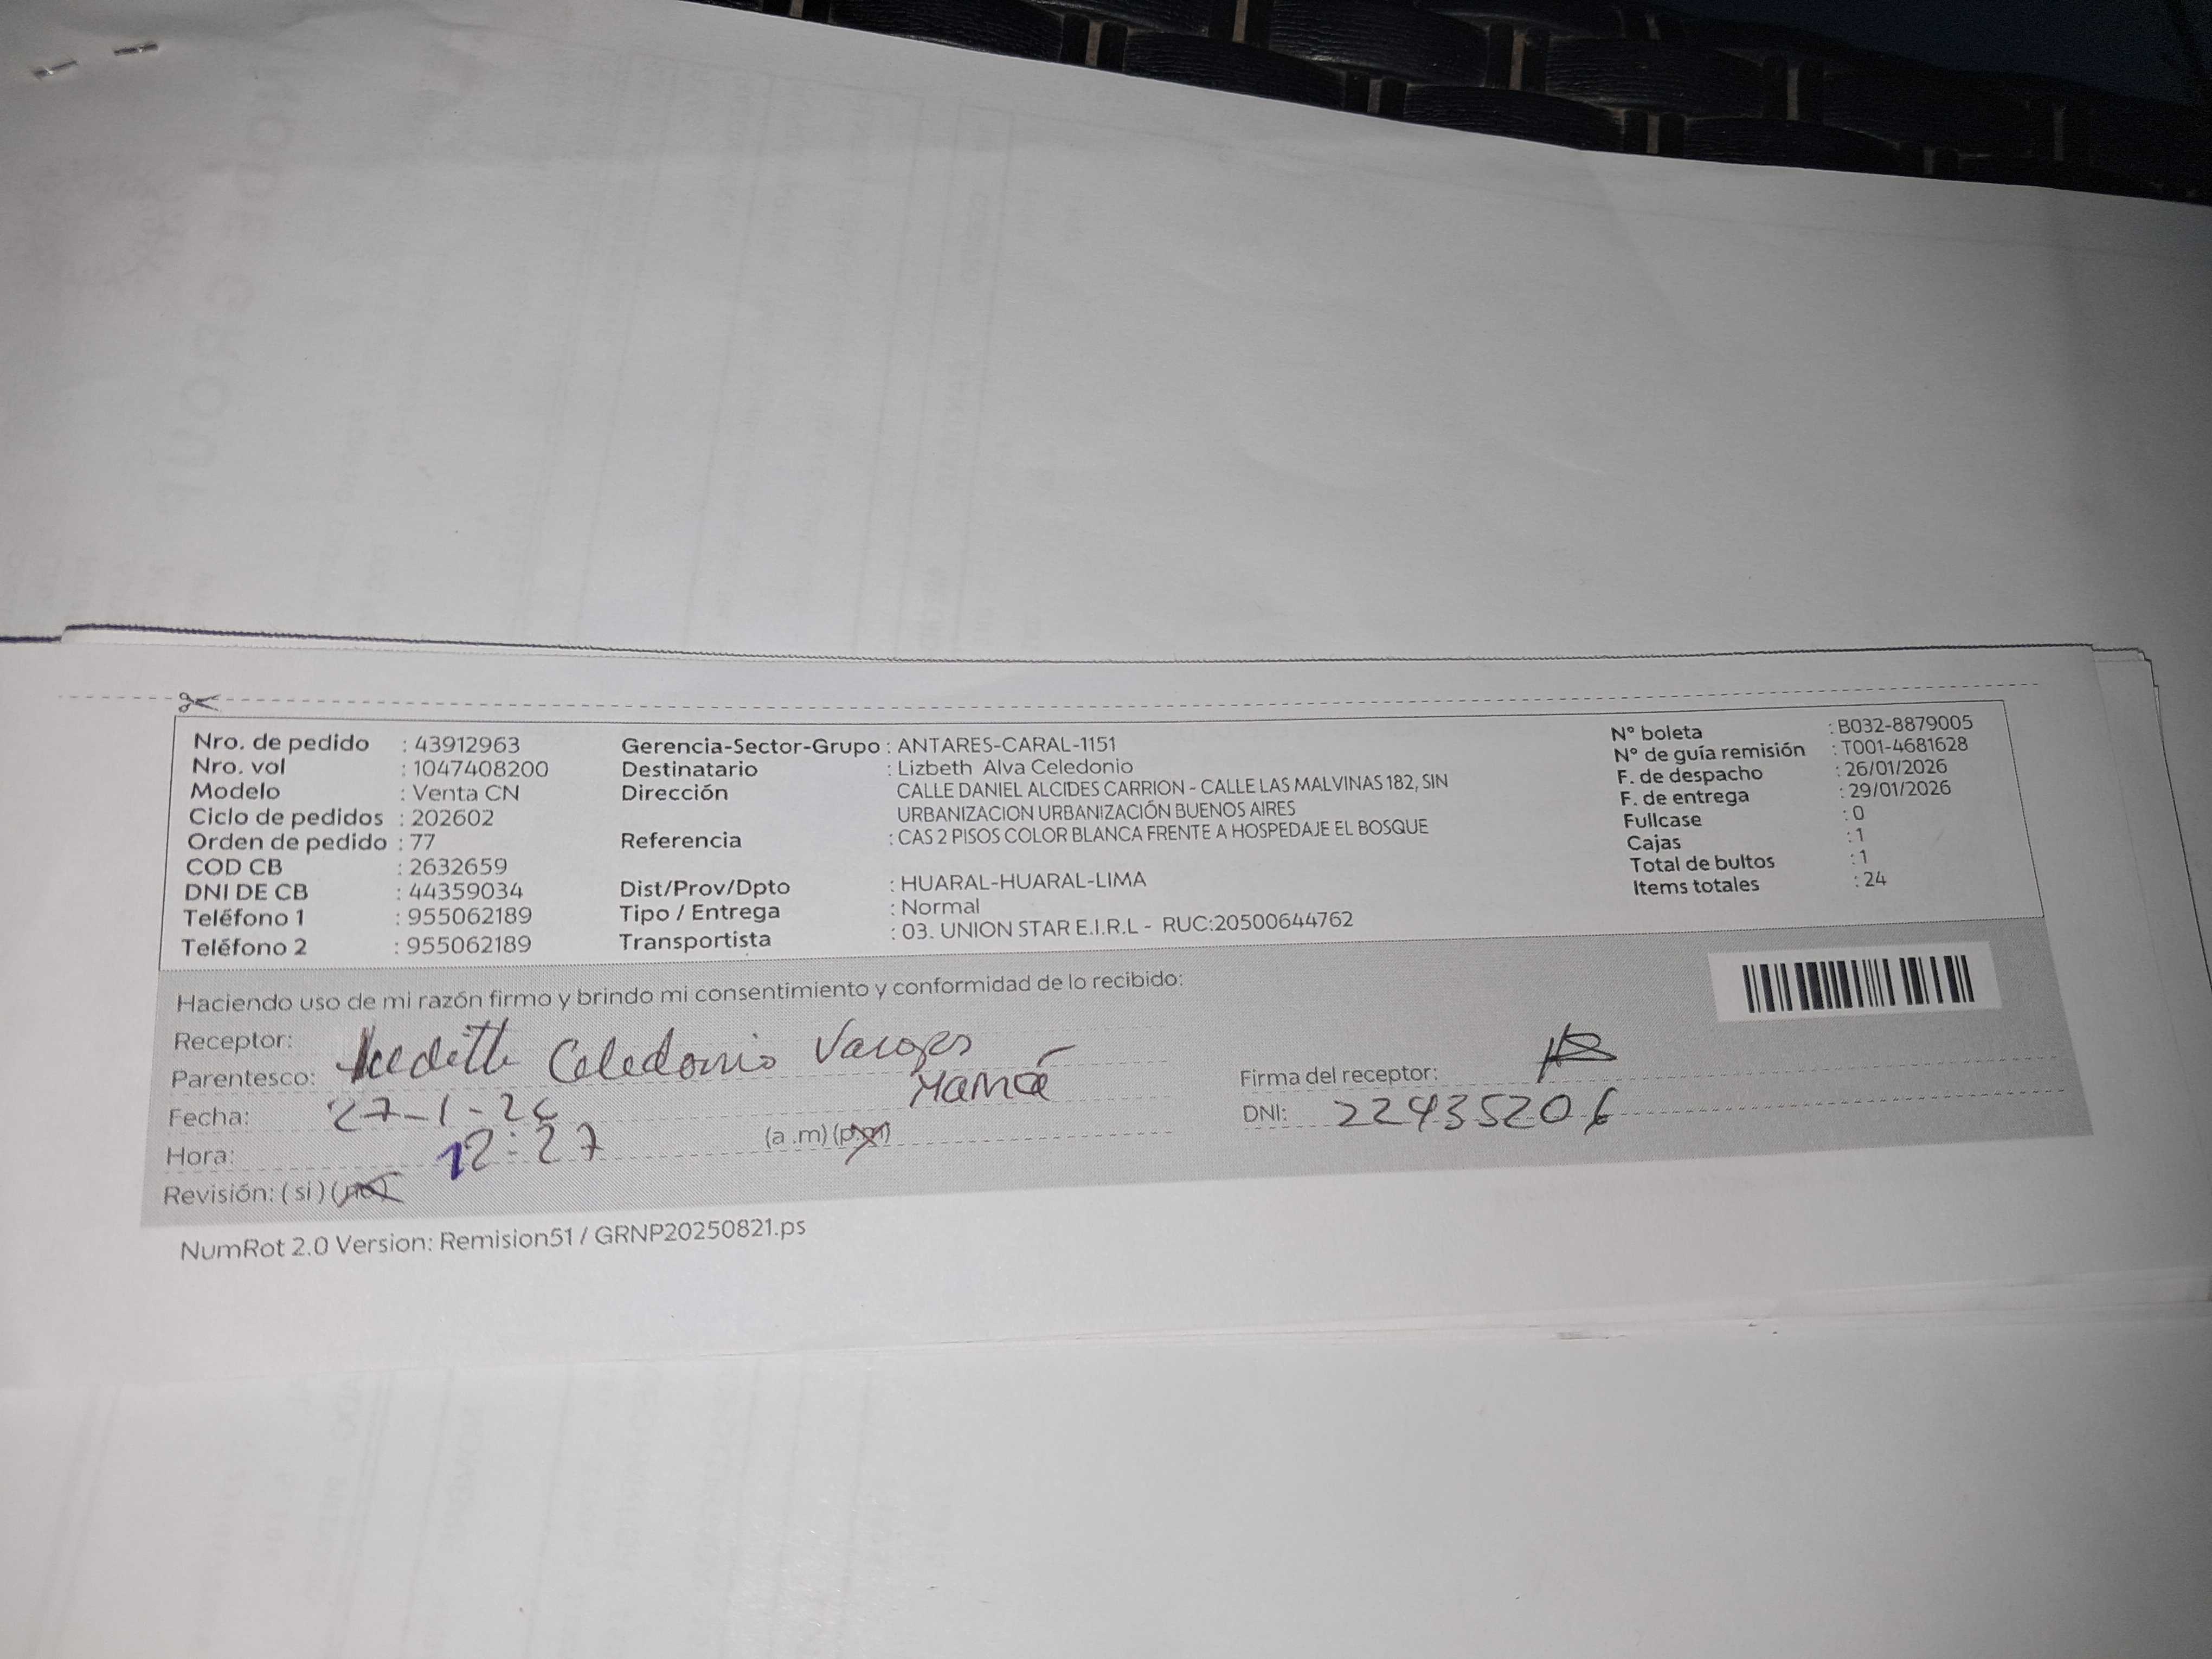 Nro. de pedido : 43912963
Nro. vol : 1047408200
Modelo : Venta CN
Ciclo de pedidos : 202602
Orden de pedido : 77
COD CB : 2632659
DNI DE CB : 44359034
Teléfono 1 : 955062189
Teléfono 2 : 955062189
Gerencia-Sector-Grupo : ANTARES-CARAL-1151
Destinatario : Lizbeth Alva Celedonio
Dirección CALLE DANIEL ALCIDES CARRION - CALLE LAS MALVINAS 182, SIN
URBANIZACION URBANIZACIÓN BUENOS AIRES
Referencia : CAS 2 PISOS COLOR BLANCA FRENTE A HOSPEDAJE EL BOSQUE
Dist/Prov/Dpto : HUARAL-HUARAL-LIMA
Tipo / Entrega : Normal
Transportista : 03. UNION STAR E.I.R.L - RUC:20500644762
N° boleta : B032-8879005
N° de guía remisión : T001-4681628
F. de despacho : 26/01/2026
F. de entrega : 29/01/2026
Fullcase : 0
Cajas : 1
Total de bultos : 1
Items totales : 24
Haciendo uso de mi razón firmo y brindo mi consentimiento y conformidad de lo recibido:
Receptor: Celedonio Vargas
Parentesco: Mamá
Fecha: 27-1-26
Hora: 12:27 (a .m) (p.m)
Revisión: ( si ) (no)
Firma del receptor:
DNI: 22435206
NumRot 2.0 Version: Remision51 / GRNP20250821.ps